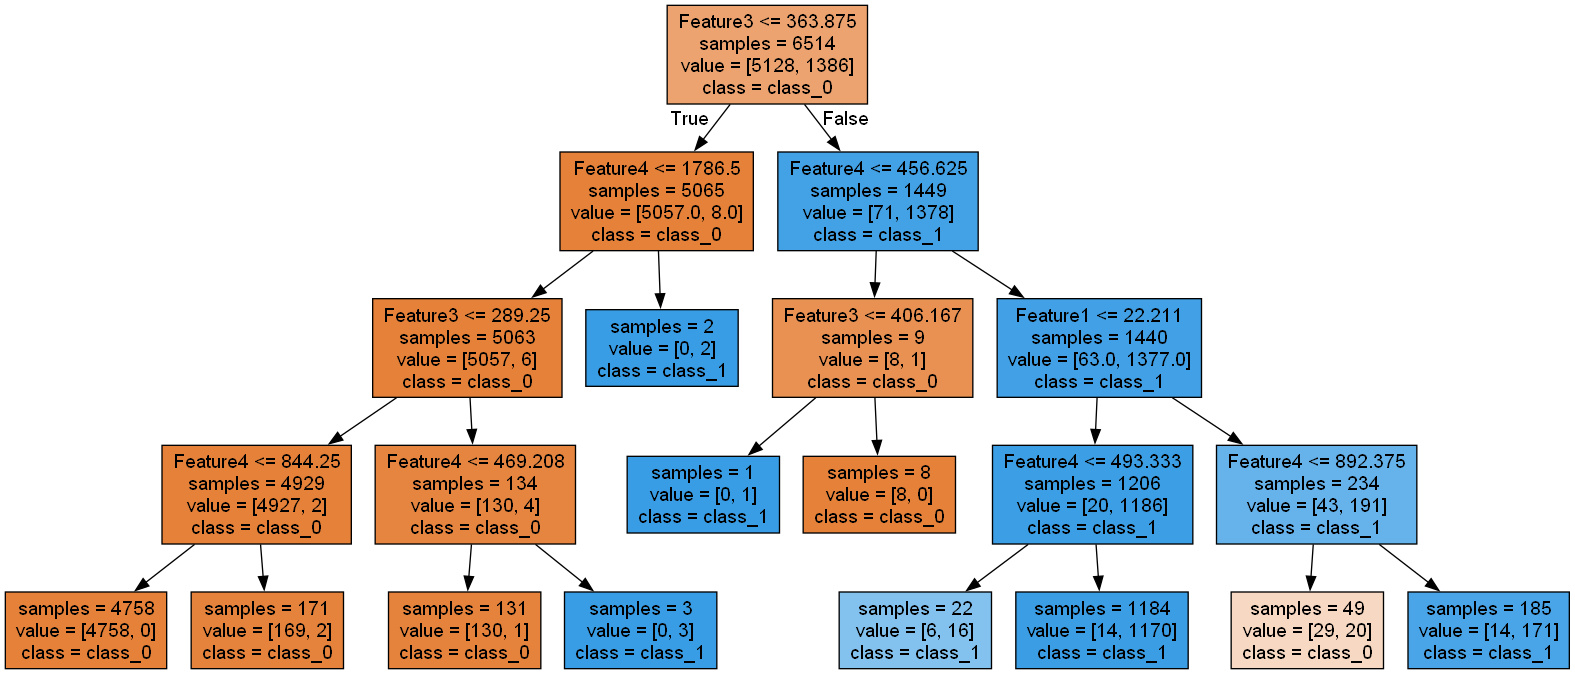 Feature3 <= 363.875
samples = 6514
value = [5128, 1386]
class = class_0
True
False
Feature4 <= 1786.5
samples = 5065
value = [5057.0, 8.0]
class = class_0
Feature4 <= 456.625
samples = 1449
value = [71, 1378]
class = class_1
Feature3 <= 289.25
samples = 5063
value = [5057, 6]
class = class_0
samples = 2
value = [0, 2]
class = class_1
Feature3 <= 406.167
samples = 9
value = [8, 1]
class = class_0
Feature1 <= 22.211
samples = 1440
value = [63.0, 1377.0]
class = class_1
Feature4 <= 844.25
samples = 4929
value = [4927, 2]
class = class_0
Feature4 <= 469.208
samples = 134
value = [130, 4]
class = class_0
samples = 1
value = [0, 1]
class = class_1
samples = 8
value = [8, 0]
class = class_0
Feature4 <= 493.333
samples = 1206
value = [20, 1186]
class = class_1
Feature4 <= 892.375
samples = 234
value = [43, 191]
class = class_1
samples = 4758
value = [4758, 0]
class = class_0
samples = 171
value = [169, 2]
class = class_0
samples = 131
value = [130, 1]
class = class_0
samples = 3
value = [0, 3]
class = class_1
samples = 22
value = [6, 16]
class = class_1
samples = 1184
value = [14, 1170]
class = class_1
samples = 49
value = [29, 20]
class = class_0
samples = 185
value = [14, 171]
class = class_1